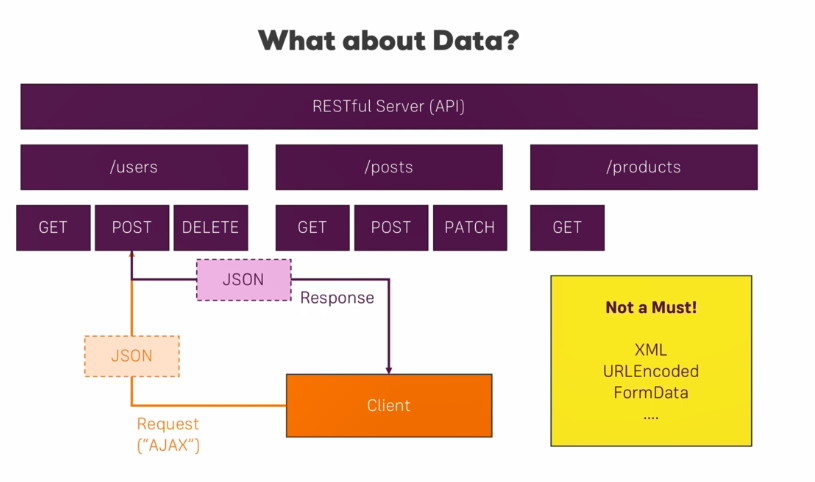 What about Data?
RESTful Server (API)
/users
/posts
/products
GET
POST
DELETE
GET
POST
PATCH
GET
JSON
Response
JSON
Client
Request
("AJAX")
Not a Must!
XML
URLEncoded
FormData
....